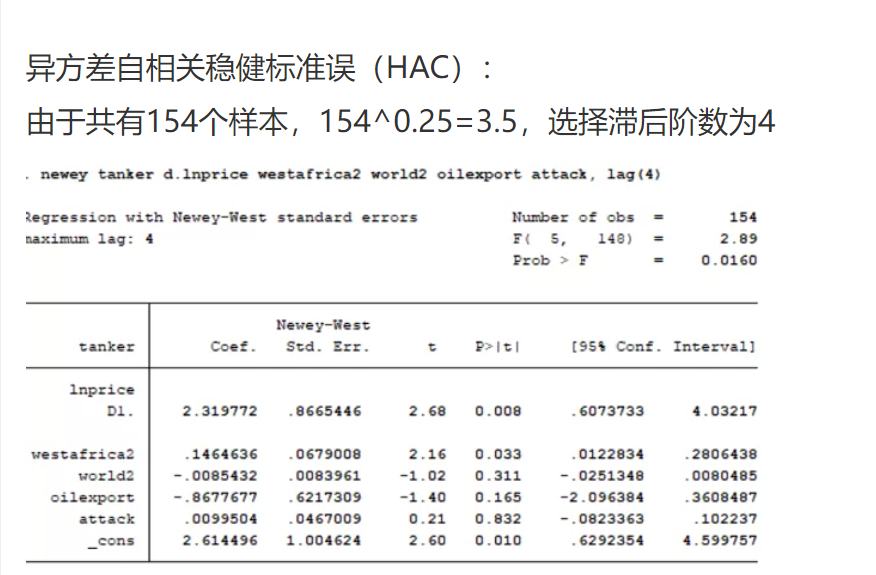 异方差自相关稳健标准误（HAC）:
由于共有154个样本，154^0.25=3.5，选择滞后阶数为4
. newey tanker d.lnprice westafrica2 world2 oilexport attack, lag(4)
Regression with Newey-West standard errors Number of obs = 154
maximum lag: 4 F( 5, 148) = 2.89
Prob > F = 0.0160
Newey-West
tanker Coef. Std. Err. t P>|t| [95% Conf. Interval]
lnprice
D1. 2.319772 .8665446 2.68 0.008 .6073733 4.03217
westafrica2 .1464636 .0679008 2.16 0.033 .0122834 .2806438
world2 -.0085432 .0083961 -1.02 0.311 -.0251348 .0080485
oilexport -.8677677 .6217309 -1.40 0.165 -2.096384 .3608487
attack .0099504 .0467009 0.21 0.832 -.0823363 .102237
_cons 2.614496 1.004624 2.60 0.010 .6292354 4.599757